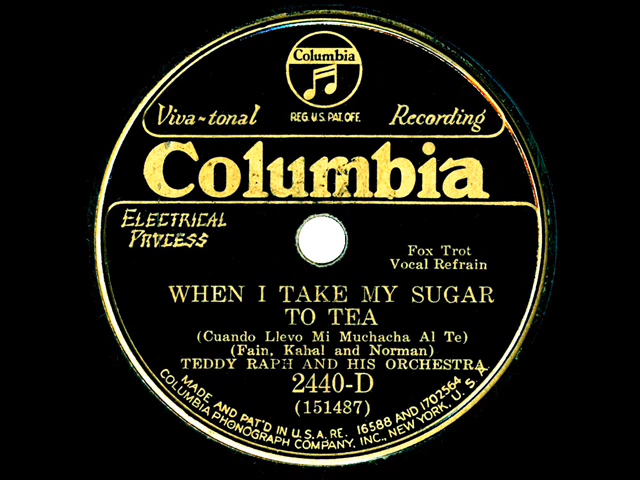 Columbia
REG. U.S. PAT. OFF.
Viva-tonal Recording
Columbia
ELECTRICAL
PROCESS
Fox Trot
Vocal Refrain
WHEN I TAKE MY SUGAR
TO TEA
(Cuando Llevo Mi Muchacha Al Te)
(Fain, Kahal and Norman)
TEDDY RAPH AND HIS ORCHESTRA
2440-D
(151487)
MADE AND PAT'D IN U.S.A. RE. 16588 AND 1702564
COLUMBIA PHONOGRAPH COMPANY, INC., NEW YORK, U.S.A.